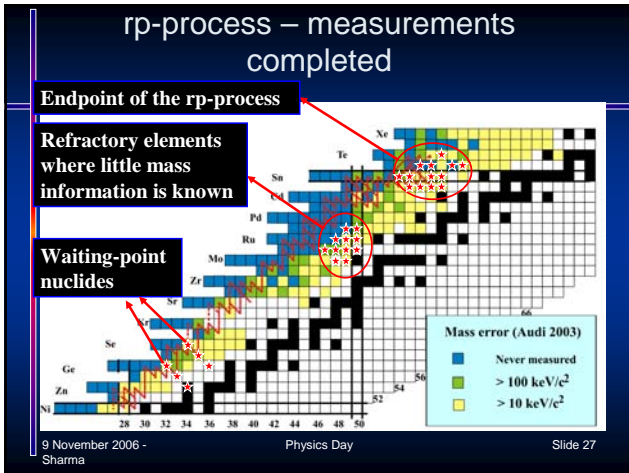 rp-process – measurements
completed
Endpoint of the rp-process
Refractory elements
where little mass
information is known
Waiting-point
nuclides
Xe
Te
Sn
Cd
Pd
Ru
Mo
Zr
Sr
Kr
Se
Ge
Zn
Ni
28 30 32 34 36 38 40 42 44 46 48 50
52
54
56
66
Mass error (Audi 2003)
Never measured
> 100 keV/c²
> 10 keV/c²
9 November 2006 -
Sharma
Physics Day
Slide 27